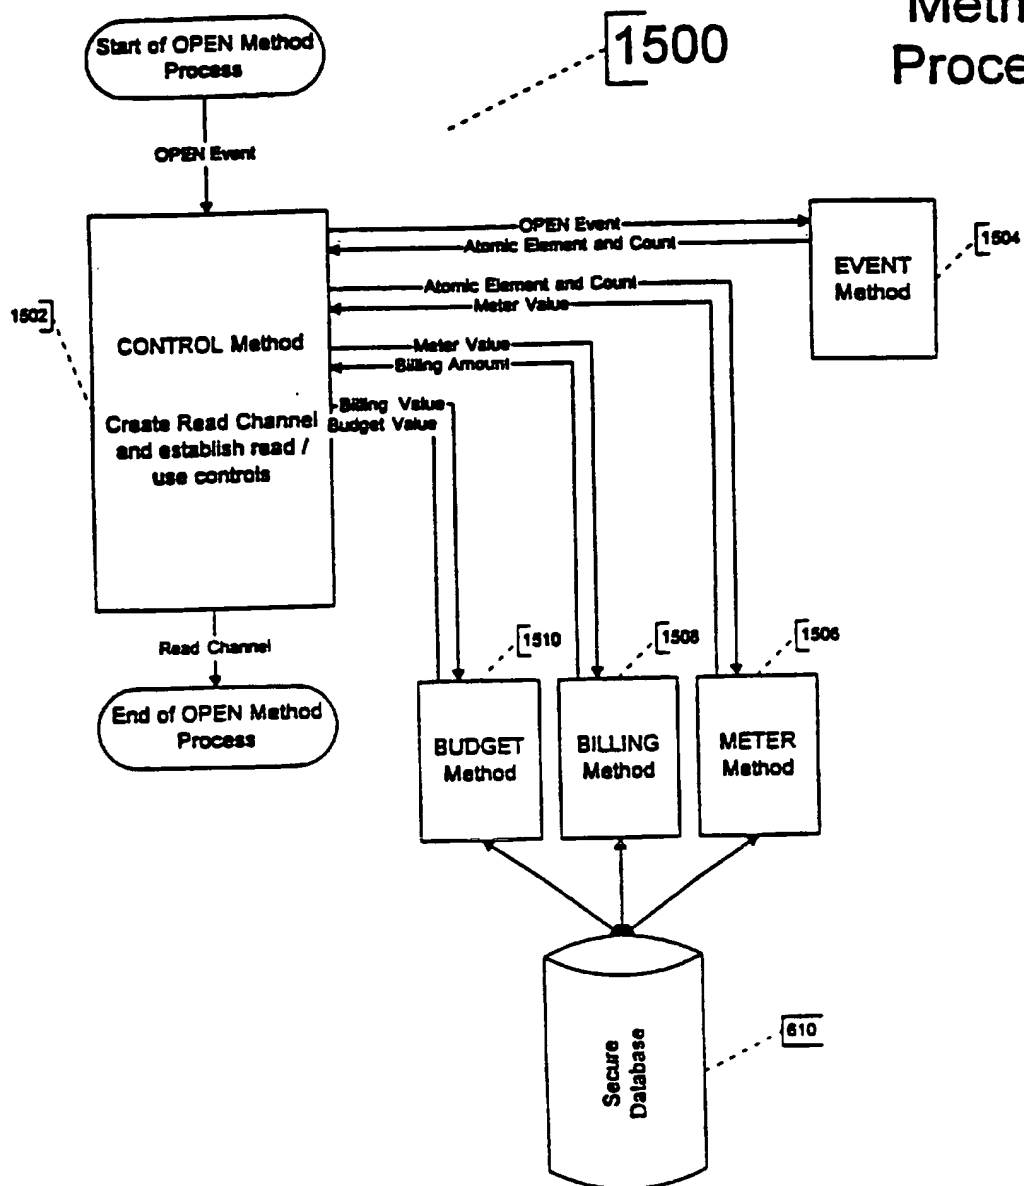 Start of OPEN Method
Process
1500
Meth
Proce
OPEN Event
OPEN Event
Atomic Element and Count
EVENT
Method
1504
Atomic Element and Count
Meter Value
1502
CONTROL Method
Meter Value
Billing Amount
Create Read Channel
and establish read /
use controls
Billing Value
Budget Value
Read Channel
End of OPEN Method
Process
1510
1508
1506
BUDGET
Method
BILLING
Method
METER
Method
Secure
Database
610